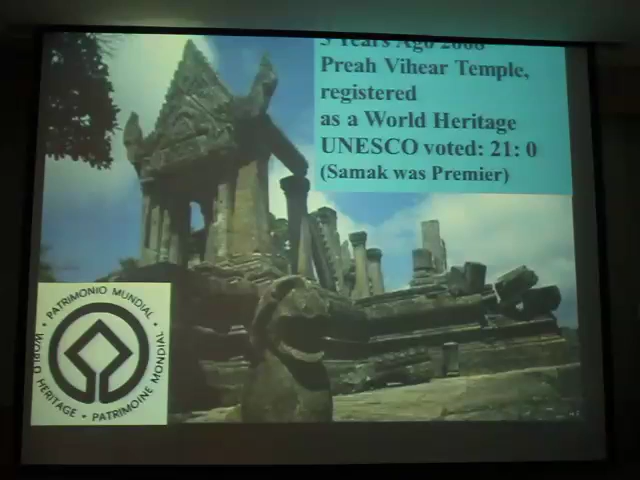 5 Years Ago 2008
Preah Vihear Temple,
registered
as a World Heritage
UNESCO voted: 21: 0
(Samak was Premier)
• PATRIMONIO MUNDIAL •
WORLD HERITAGE • PATRIMOINE MONDIAL